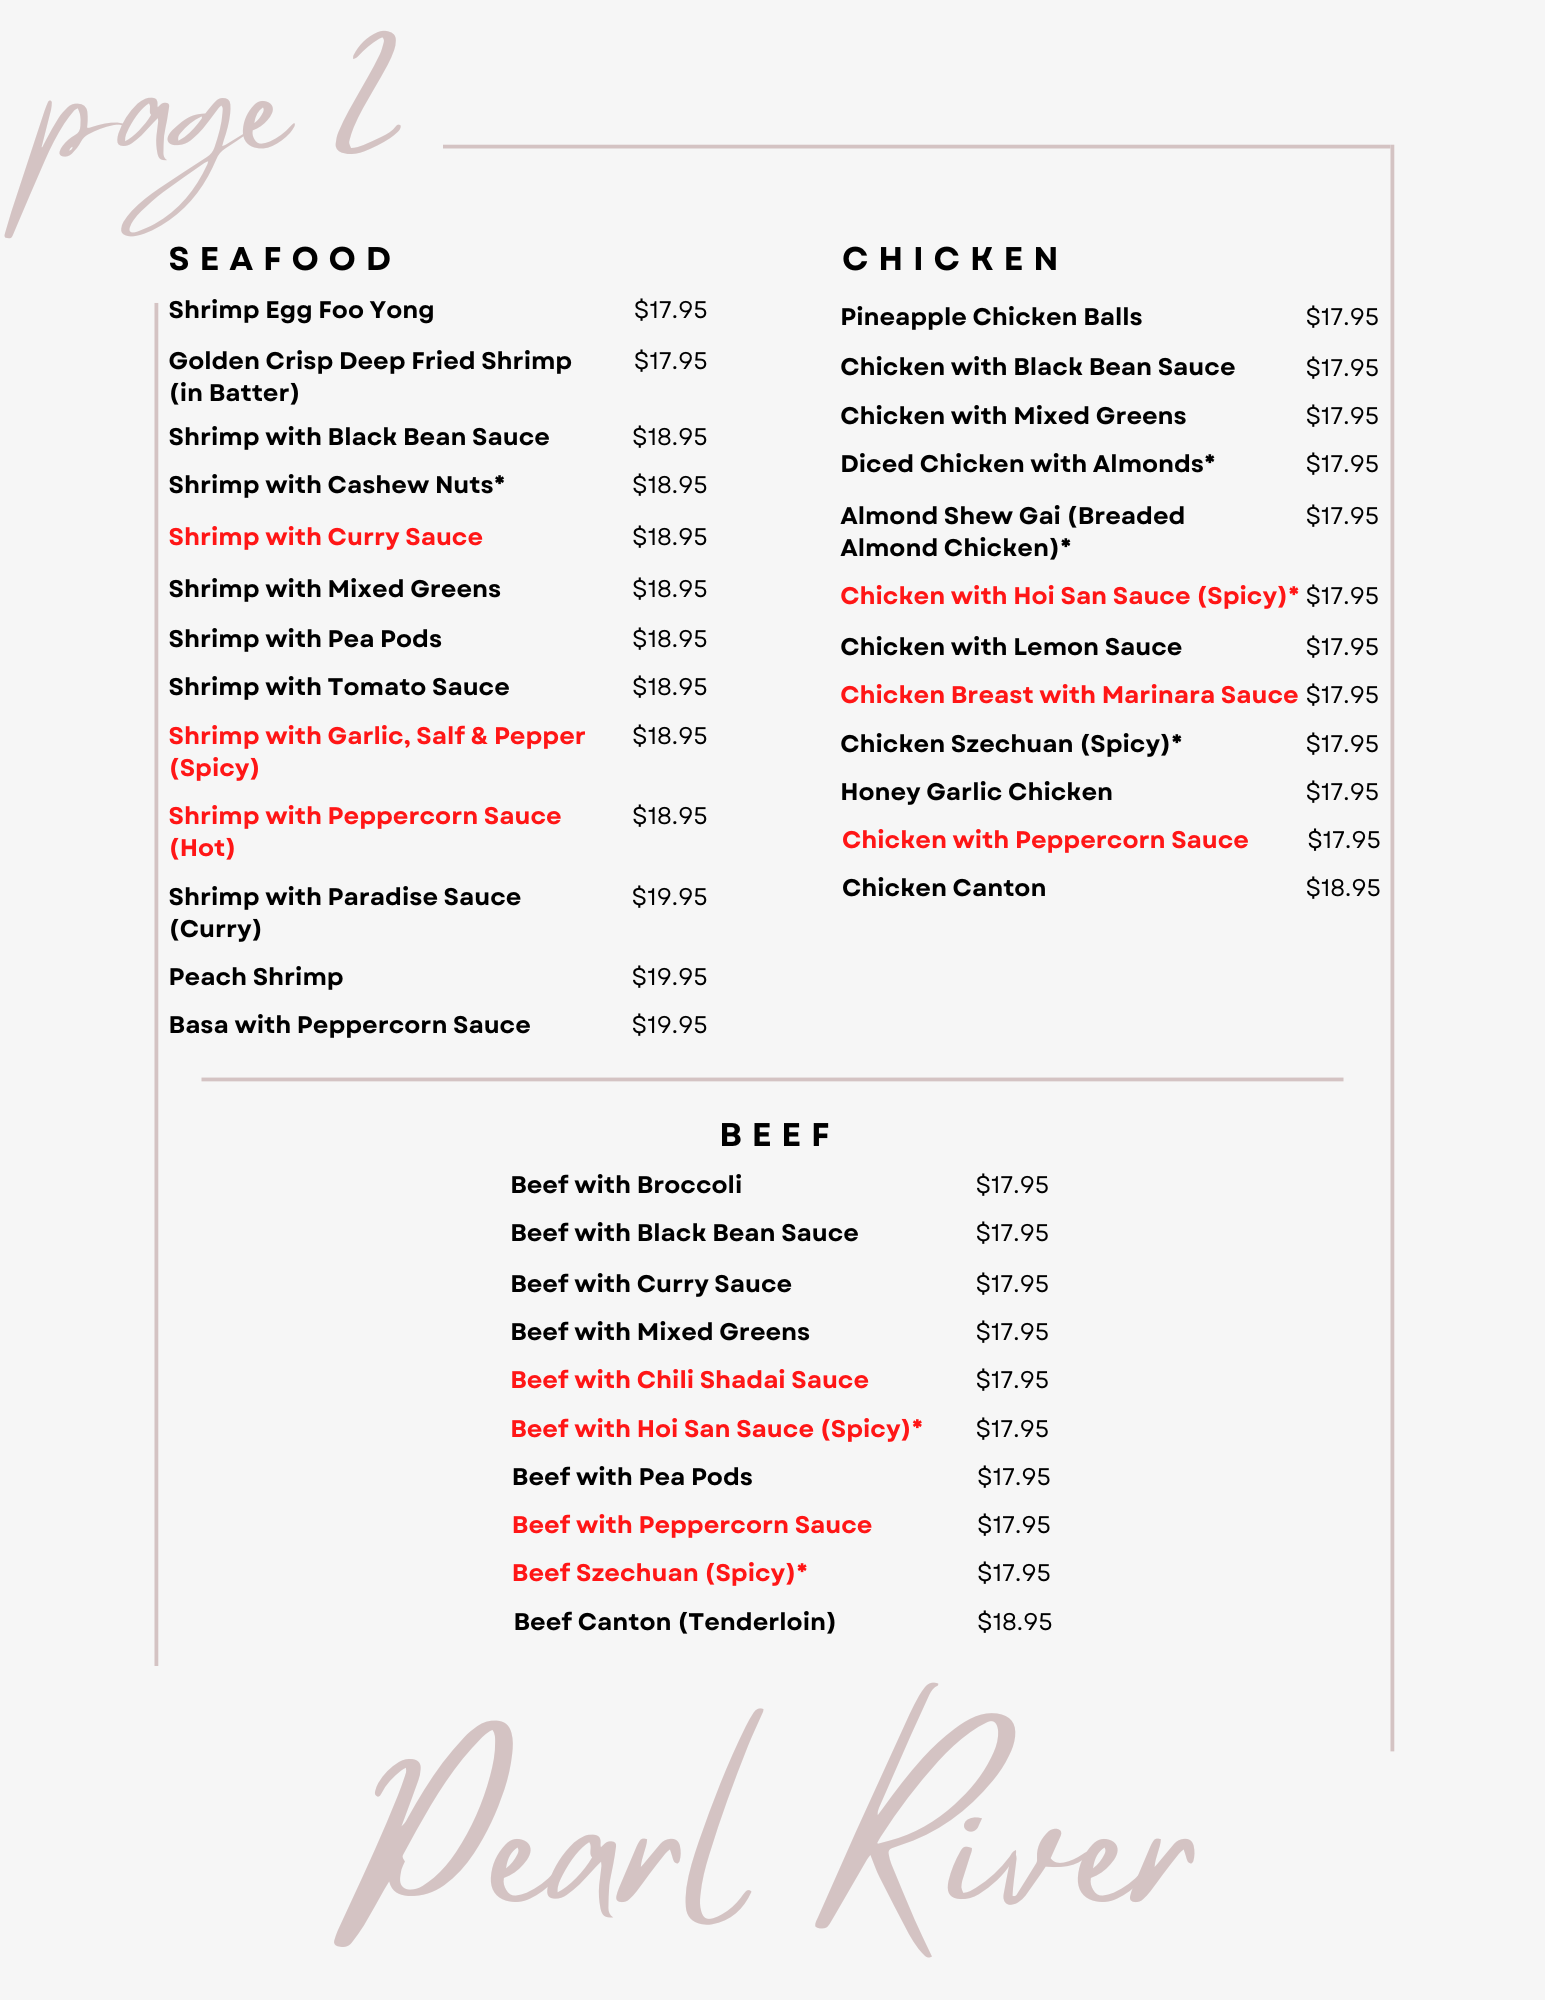 page 2
SEAFOOD
Shrimp Egg Foo Yong $17.95
Golden Crisp Deep Fried Shrimp $17.95
(in Batter)
Shrimp with Black Bean Sauce $18.95
Shrimp with Cashew Nuts* $18.95
Shrimp with Curry Sauce $18.95
Shrimp with Mixed Greens $18.95
Shrimp with Pea Pods $18.95
Shrimp with Tomato Sauce $18.95
Shrimp with Garlic, Salf & Pepper $18.95
(Spicy)
Shrimp with Peppercorn Sauce $18.95
(Hot)
Shrimp with Paradise Sauce $19.95
(Curry)
Peach Shrimp $19.95
Basa with Peppercorn Sauce $19.95
CHICKEN
Pineapple Chicken Balls $17.95
Chicken with Black Bean Sauce $17.95
Chicken with Mixed Greens $17.95
Diced Chicken with Almonds* $17.95
Almond Shew Gai (Breaded $17.95
Almond Chicken)*
Chicken with Hoi San Sauce (Spicy)* $17.95
Chicken with Lemon Sauce $17.95
Chicken Breast with Marinara Sauce $17.95
Chicken Szechuan (Spicy)* $17.95
Honey Garlic Chicken $17.95
Chicken with Peppercorn Sauce $17.95
Chicken Canton $18.95
BEEF
Beef with Broccoli $17.95
Beef with Black Bean Sauce $17.95
Beef with Curry Sauce $17.95
Beef with Mixed Greens $17.95
Beef with Chili Shadai Sauce $17.95
Beef with Hoi San Sauce (Spicy)* $17.95
Beef with Pea Pods $17.95
Beef with Peppercorn Sauce $17.95
Beef Szechuan (Spicy)* $17.95
Beef Canton (Tenderloin) $18.95
Pearl River